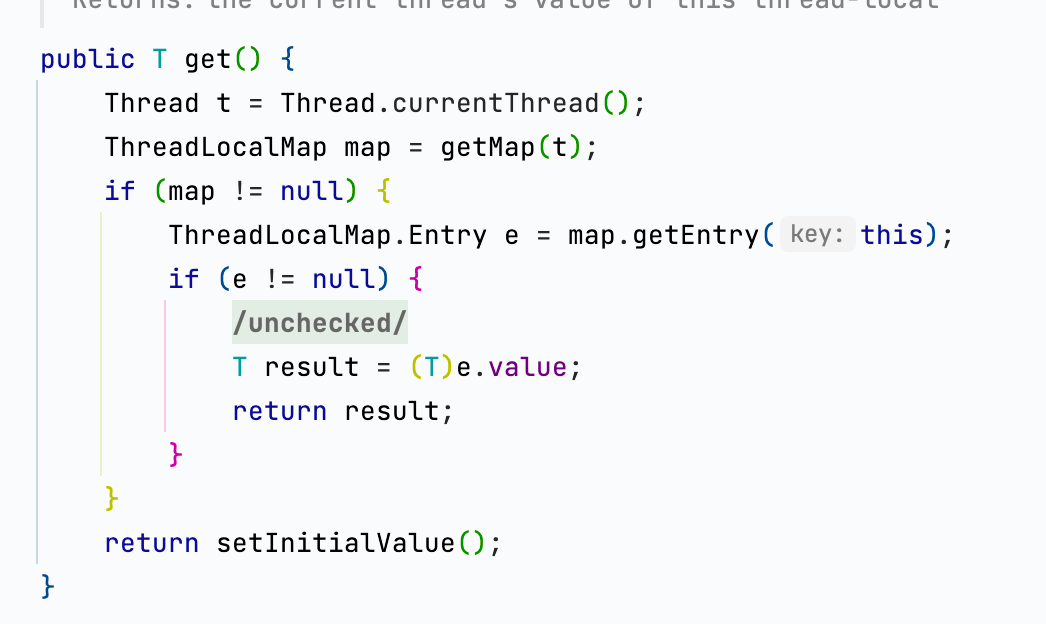 Returns: the current thread's value of this thread-local
public T get() {
Thread t = Thread.currentThread();
ThreadLocalMap map = getMap(t);
if (map != null) {
ThreadLocalMap.Entry e = map.getEntry( key: this);
if (e != null) {
/unchecked/
T result = (T)e.value;
return result;
}
}
return setInitialValue();
}